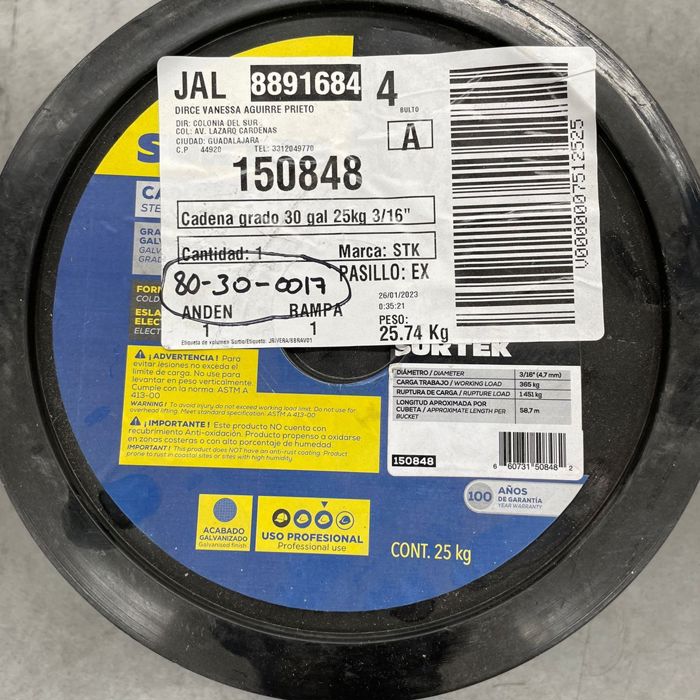 JAL 8891684 4
BULTO
DIRCE VANESSA AGUIRRE PRIETO
A
DIR: COLONIA DEL SUR
COL: AV. LAZARO CARDENAS
CIUDAD: GUADALAJARA
C.P 44920 TEL: 3312049770
150848
Cadena grado 30 gal 25kg 3/16"
Cantidad: 1 Marca: STK
80-30-0017 PASILLO: EX
26/01/2023
0:35:21
ANDEN RAMPA
1 1
PESO:
25.74 Kg
V0000007512525
SURTEK
¡ADVERTENCIA! Para
evitar lesiones no exceda el
límite de carga. No use para
levantar en peso verticalmente.
Cumple con la norma: ASTM A
413-00
WARNING! To avoid injury do not exceed working load limit. Do not use for
overhead lifting. Meet standard specification: ASTM A 413-00
¡IMPORTANTE! Este producto NO cuenta con
recubrimiento Anti-oxidación. Producto propenso a oxidarse
en zonas costeras o con alto porcentaje de humedad.
IMPORTANT! This product does NOT have an anti-rust coating. Product
prone to rust in coastal sites or sites with high humidity.
DIÁMETRO / DIAMETER 3/16" (4,7 mm)
CARGA TRABAJO / WORKING LOAD 365 kg
RUPTURA DE CARGA / RUPTURE LOAD 1 451 kg
LONGITUD APROXIMADA POR
CUBETA / APPROXIMATE LENGTH PER
BUCKET 58,7 m
150848
6 60731 50848 2
100 AÑOS
DE GARANTÍA
YEAR WARRANTY
ACABADO
GALVANIZADO
Galvanised finish
USO PROFESIONAL
Professional use
CONT. 25 kg